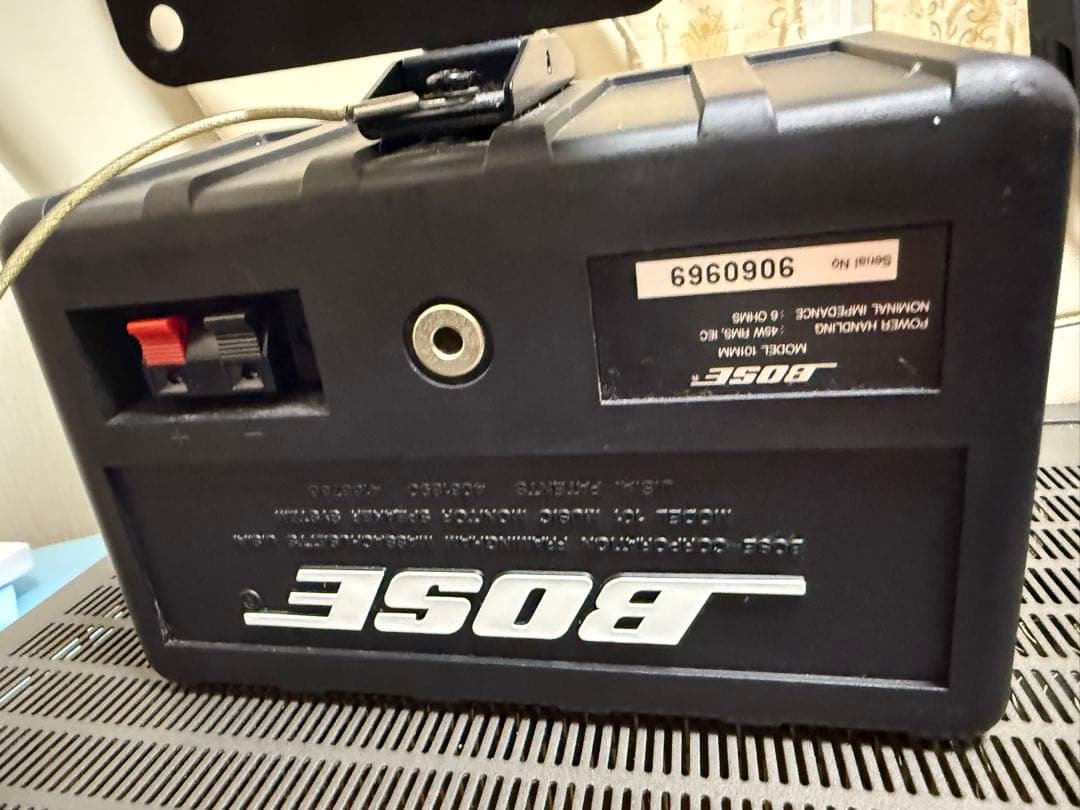 BOSE®
BOSE CORPORATION FRAMINGHAM MASSACHUSETTS U.S.A.
MODEL 101 MUSIC MONITOR SPEAKER SYSTEM
U.S.A. PATENTS
BOSE®
MODEL 101MM
POWER HANDLING :45W RMS, IEC
NOMINAL IMPEDANCE :6 OHMS
Serial No 9060969
− +